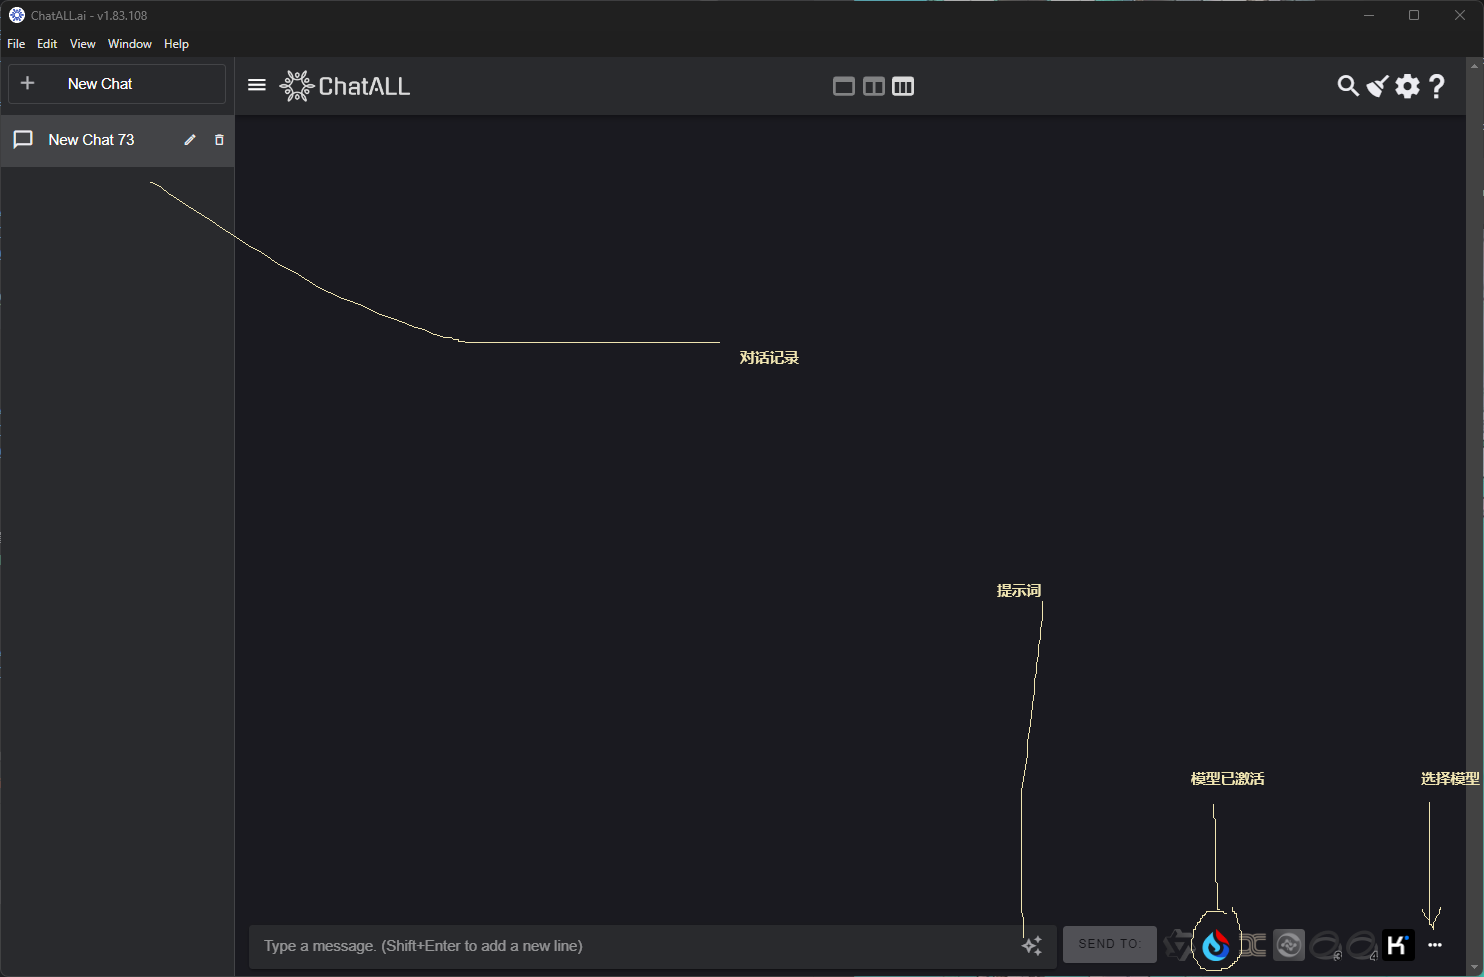 ChatALL.ai - v1.83.108
File Edit View Window Help
New Chat
ChatALL
New Chat 73
对话记录
提示词
模型已激活
选择模型
Type a message. (Shift+Enter to add a new line)
SEND TO:
3
4
K